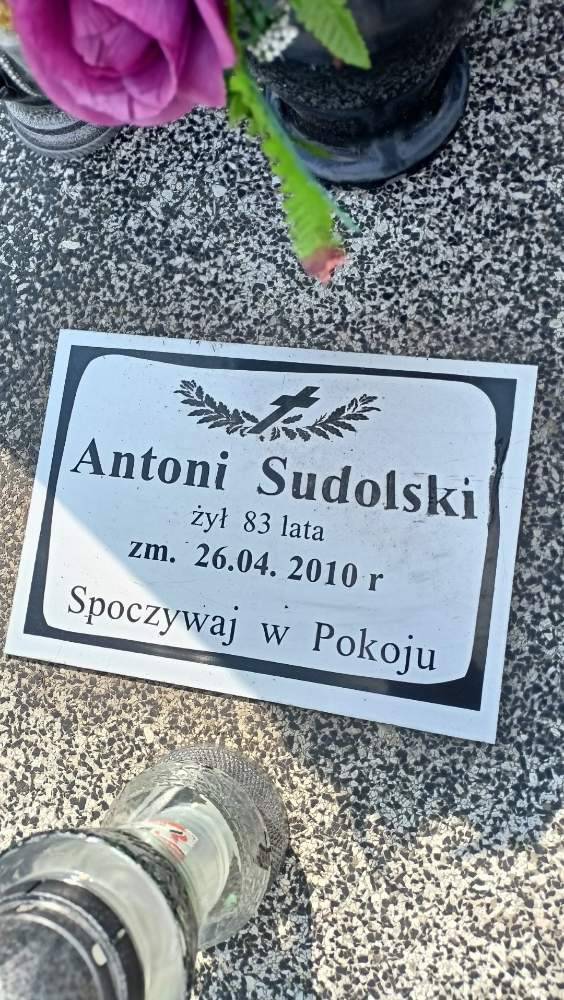 Antoni Sudolski
żył 83 lata
zm. 26.04. 2010 r
Spoczywaj w Pokoju